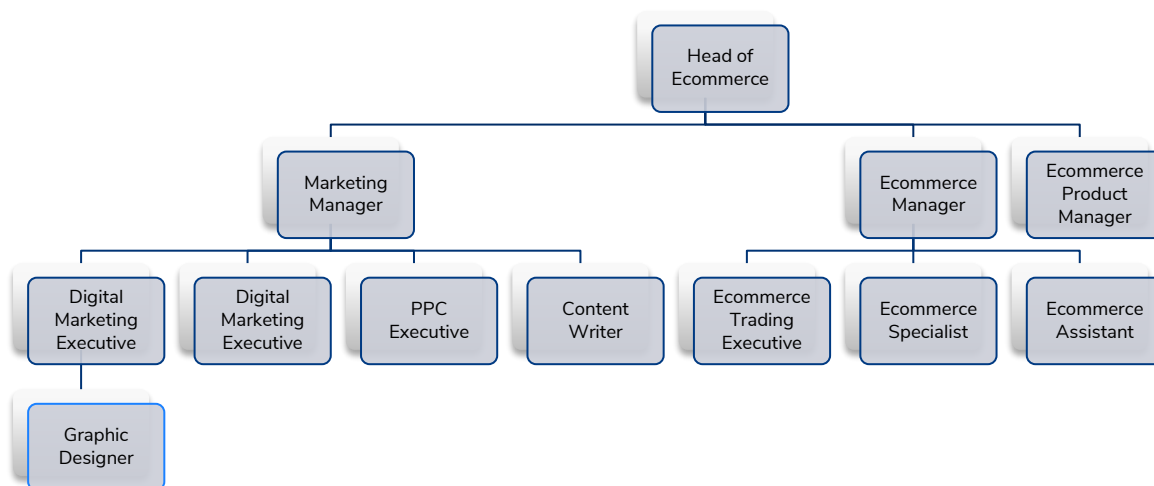 Head of
Ecommerce
Marketing
Manager
Ecommerce
Manager
Ecommerce
Product
Manager
Digital
Marketing
Executive
Digital
Marketing
Executive
PPC
Executive
Content
Writer
Ecommerce
Trading
Executive
Ecommerce
Specialist
Ecommerce
Assistant
Graphic
Designer